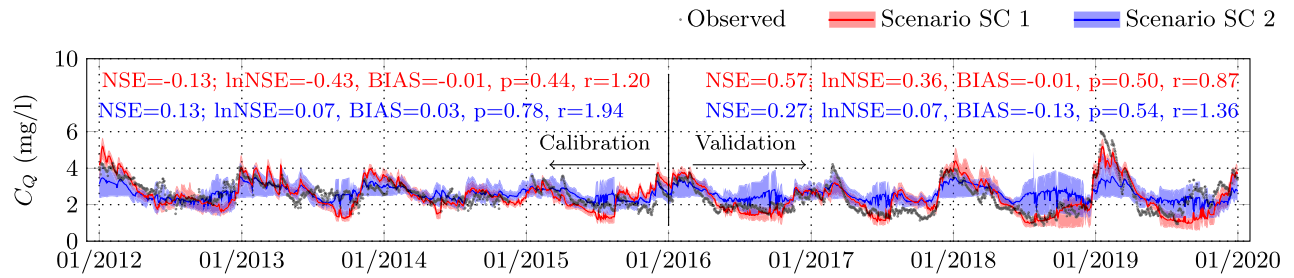 Observed Scenario SC 1 Scenario SC 2
10
NSE=-0.13; lnNSE=-0.43, BIAS=-0.01, p=0.44, r=1.20 NSE=0.57; lnNSE=0.36, BIAS=-0.01, p=0.50, r=0.87
NSE=0.13; lnNSE=0.07, BIAS=0.03, p=0.78, r=1.94 NSE=0.27; lnNSE=0.07, BIAS=-0.13, p=0.54, r=1.36
6
Calibration Validation
4
C_Q (mg/l)
2
0
01/2012 01/2013 01/2014 01/2015 01/2016 01/2017 01/2018 01/2019 01/2020